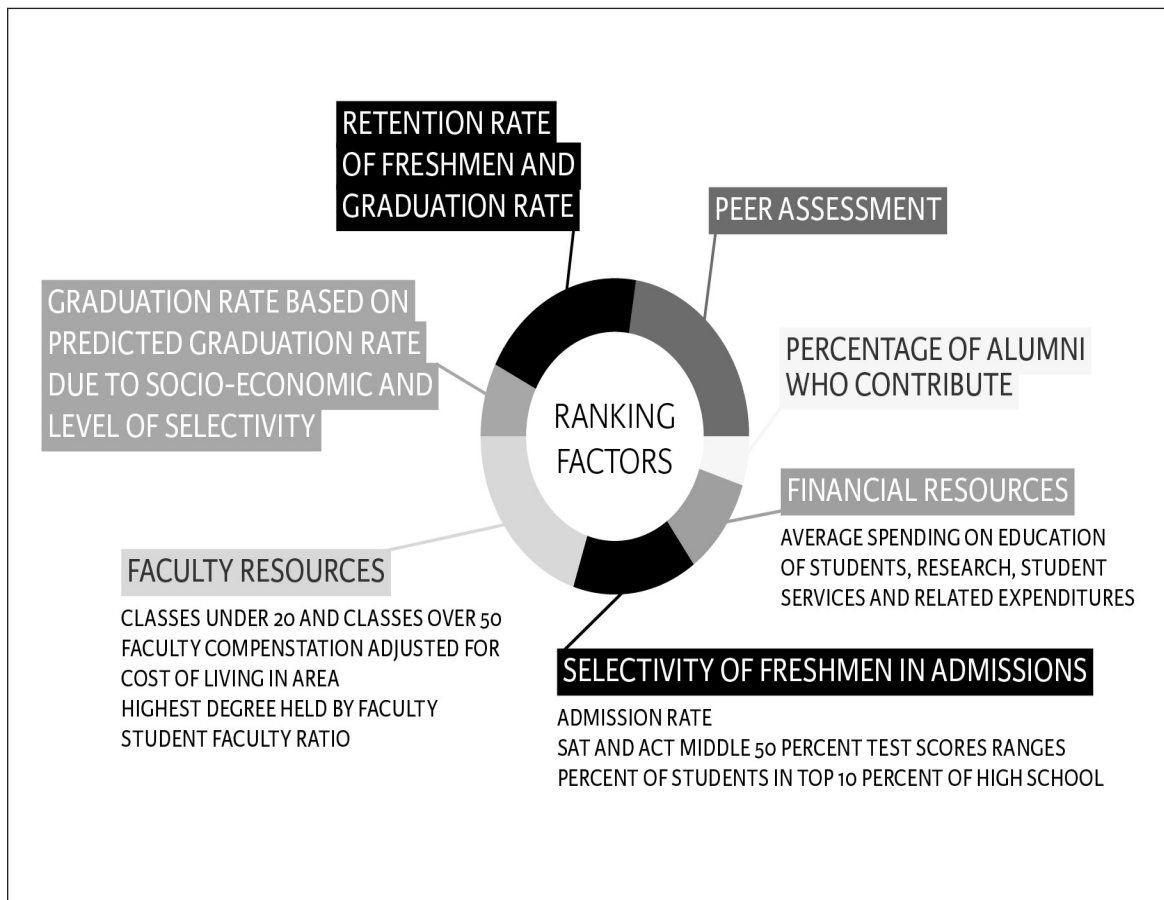 RETENTION RATE
OF FRESHMEN AND
GRADUATION RATE
PEER ASSESSMENT
GRADUATION RATE BASED ON
PREDICTED GRADUATION RATE
DUE TO SOCIO-ECONOMIC AND
LEVEL OF SELECTIVITY
PERCENTAGE OF ALUMNI
WHO CONTRIBUTE
RANKING
FACTORS
FINANCIAL RESOURCES
AVERAGE SPENDING ON EDUCATION
OF STUDENTS, RESEARCH, STUDENT
SERVICES AND RELATED EXPENDITURES
FACULTY RESOURCES
CLASSES UNDER 20 AND CLASSES OVER 50
FACULTY COMPENSTATION ADJUSTED FOR
COST OF LIVING IN AREA
HIGHEST DEGREE HELD BY FACULTY
STUDENT FACULTY RATIO
SELECTIVITY OF FRESHMEN IN ADMISSIONS
ADMISSION RATE
SAT AND ACT MIDDLE 50 PERCENT TEST SCORES RANGES
PERCENT OF STUDENTS IN TOP 10 PERCENT OF HIGH SCHOOL